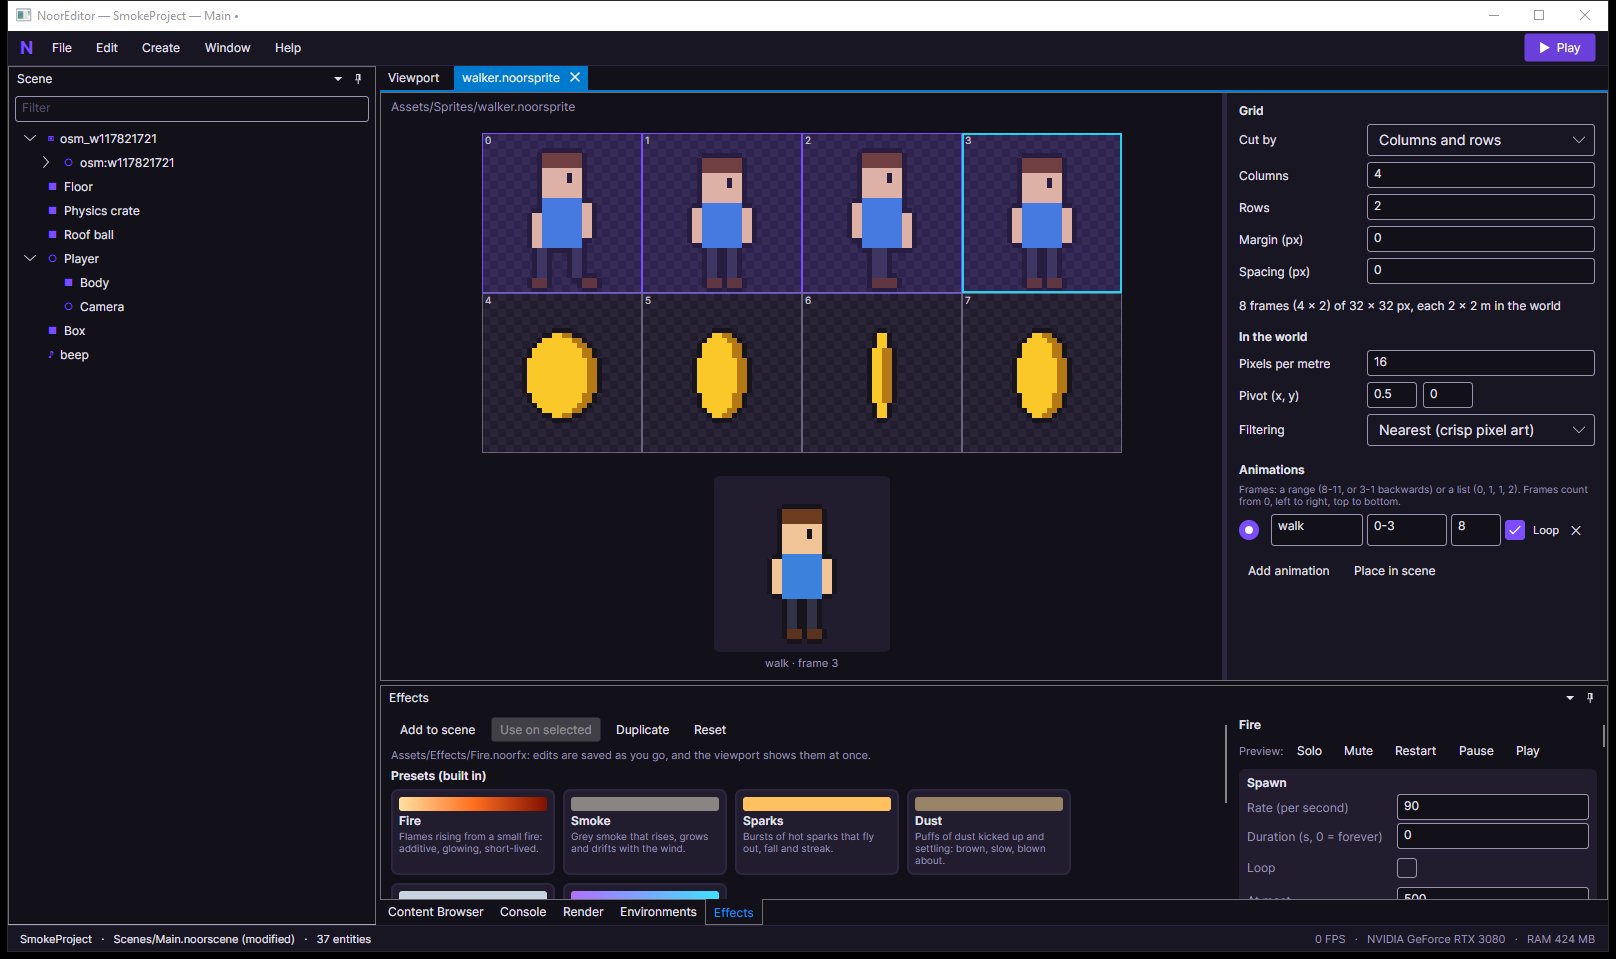 NoorEditor — SmokeProject — Main •
N File Edit Create Window Help
Play
Scene
Filter
osm_w117821721
osm:w117821721
Floor
Physics crate
Roof ball
Player
Body
Camera
Box
beep
Viewport walker.noorsprite
Assets/Sprites/walker.noorsprite
0 1 2 3
4 5 6 7
walk · frame 3
Grid
Cut by Columns and rows
Columns 4
Rows 2
Margin (px) 0
Spacing (px) 0
8 frames (4 × 2) of 32 × 32 px, each 2 × 2 m in the world
In the world
Pixels per metre 16
Pivot (x, y) 0.5 0
Filtering Nearest (crisp pixel art)
Animations
Frames: a range (8-11, or 3-1 backwards) or a list (0, 1, 1, 2). Frames count
from 0, left to right, top to bottom.
walk 0-3 8 Loop
Add animation Place in scene
Effects
Add to scene Use on selected Duplicate Reset
Assets/Effects/Fire.noorfx: edits are saved as you go, and the viewport shows them at once.
Presets (built in)
Fire
Flames rising from a small fire:
additive, glowing, short-lived.
Smoke
Grey smoke that rises, grows
and drifts with the wind.
Sparks
Bursts of hot sparks that fly
out, fall and streak.
Dust
Puffs of dust kicked up and
settling: brown, slow, blown
about.
Fire
Preview: Solo Mute Restart Pause Play
Spawn
Rate (per second) 90
Duration (s, 0 = forever) 0
Loop
At most 500
Content Browser Console Render Environments Effects
SmokeProject · Scenes/Main.noorscene (modified) · 37 entities
0 FPS · NVIDIA GeForce RTX 3080 · RAM 424 MB